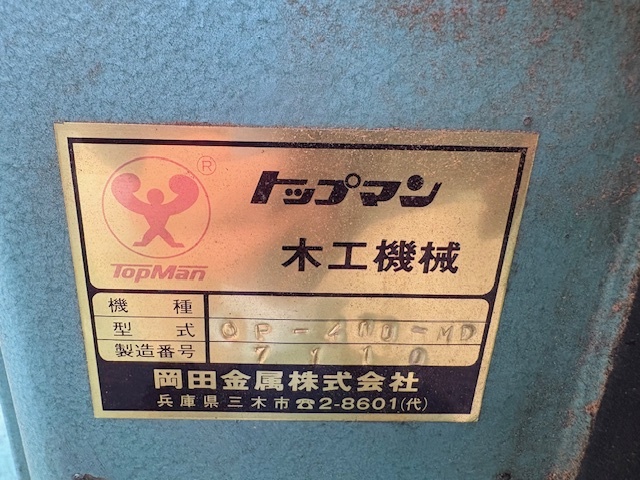 ®
トップマン
TopMan
木工機械
機種
型式 OP-400-MD
製造番号 7110
岡田金属株式会社
兵庫県三木市☎2-8601(代)